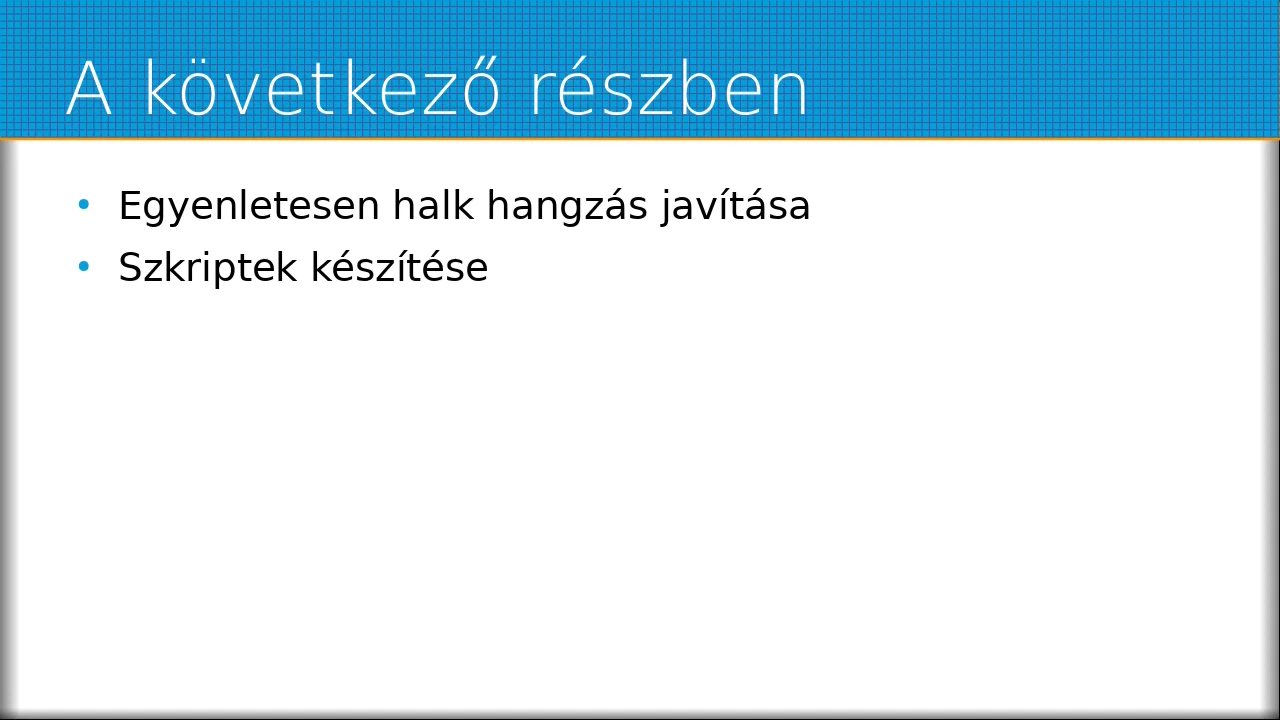 A következő részben
Egyenletesen halk hangzás javítása
Szkriptek készítése